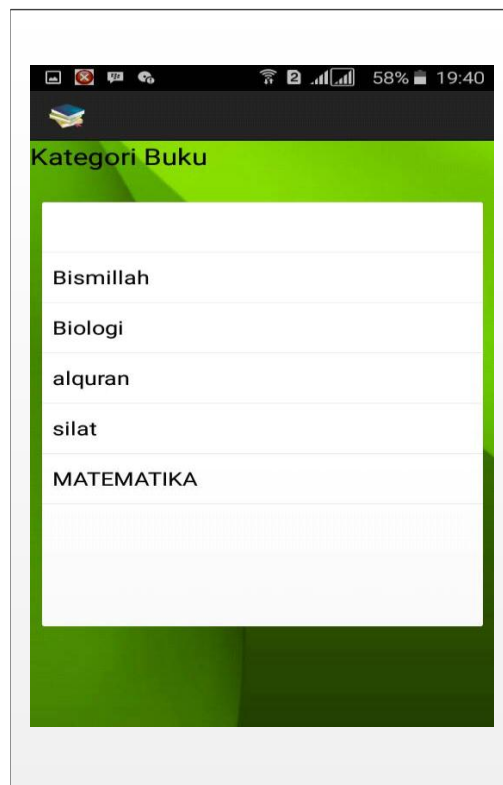 58% 19:40
Kategori Buku
Bismillah
Biologi
alquran
silat
MATEMATIKA